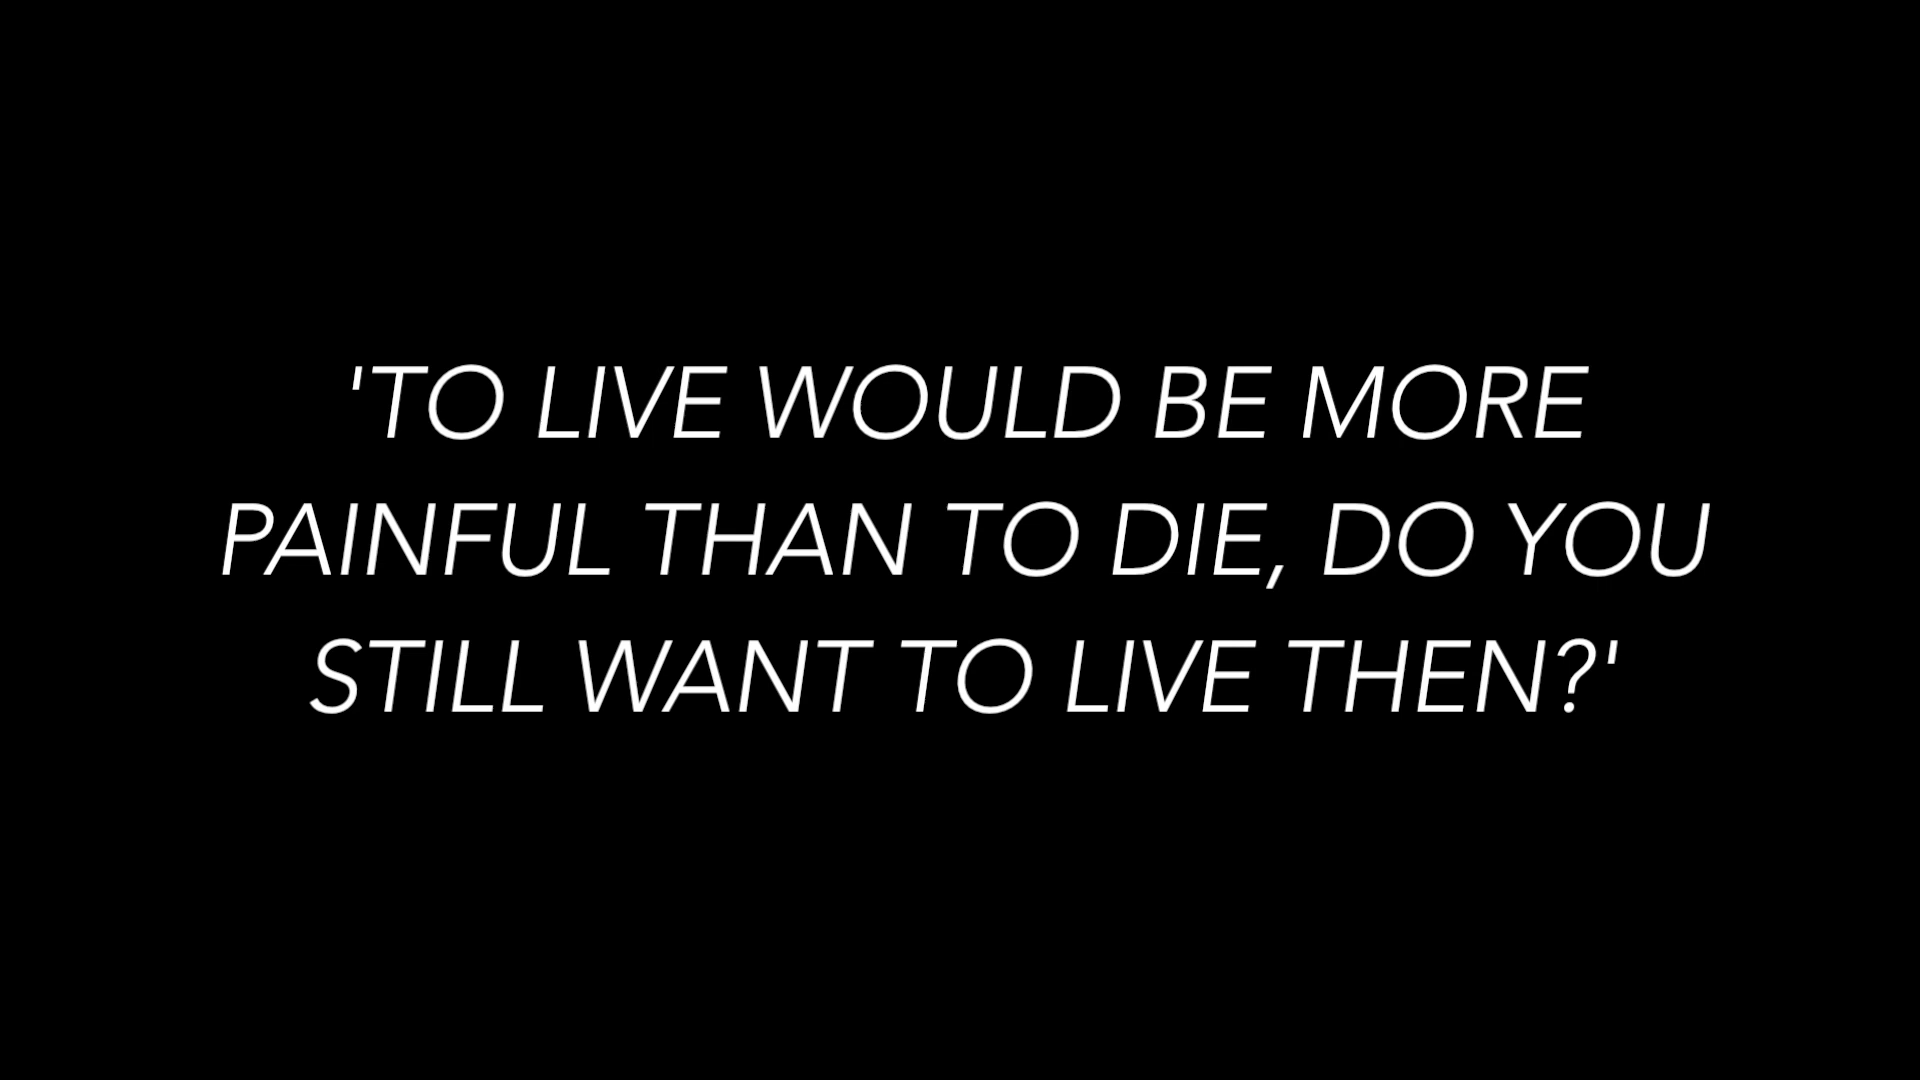 'TO LIVE WOULD BE MORE
PAINFUL THAN TO DIE, DO YOU
STILL WANT TO LIVE THEN?'